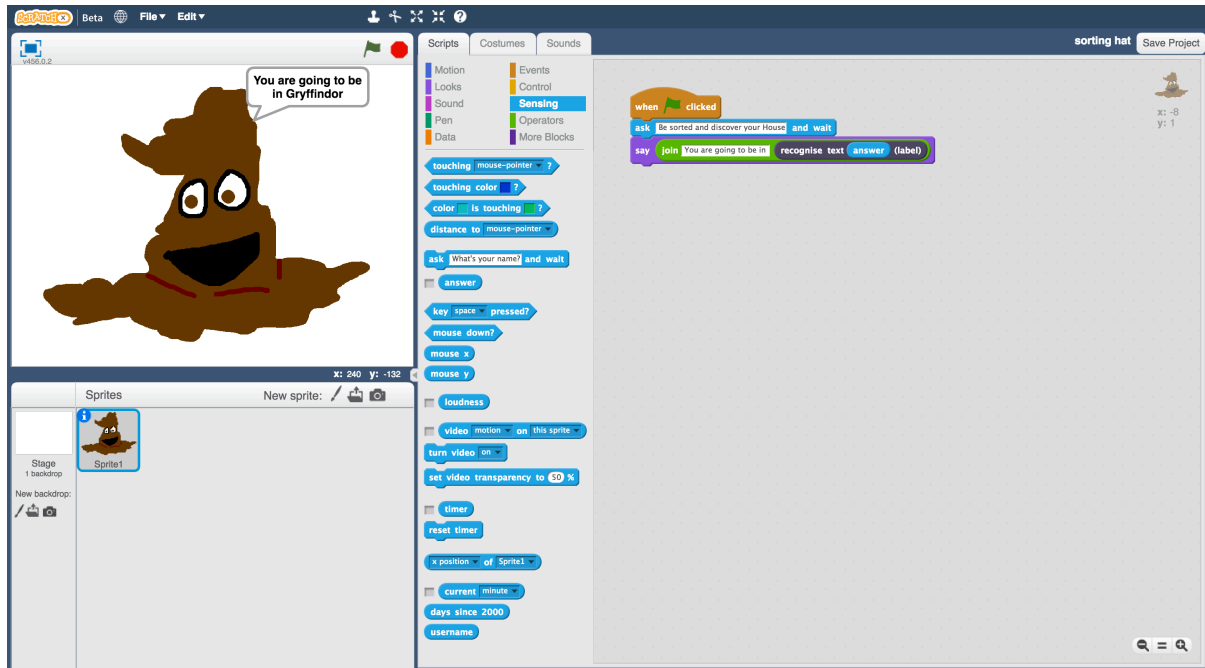 SCRATCH X Beta File Edit ?
v456.0.2
You are going to be
in Gryffindor
X: 240 y: -132
Sprites New sprite:
Stage
1 backdrop
New backdrop:
Sprite1
Scripts Costumes Sounds
sorting hat Save Project
Motion Events
Looks Control
Sound Sensing
Pen Operators
Data More Blocks
touching mouse-pointer ?
touching color ?
color is touching ?
distance to mouse-pointer
ask What's your name? and wait
answer
key space pressed?
mouse down?
mouse x
mouse y
loudness
video motion on this sprite
turn video on
set video transparency to 50 %
timer
reset timer
x position of Sprite1
current minute
days since 2000
username
when clicked
ask Be sorted and discover your House and wait
say join You are going to be in recognise text answer (label)
x: -8
y: 1